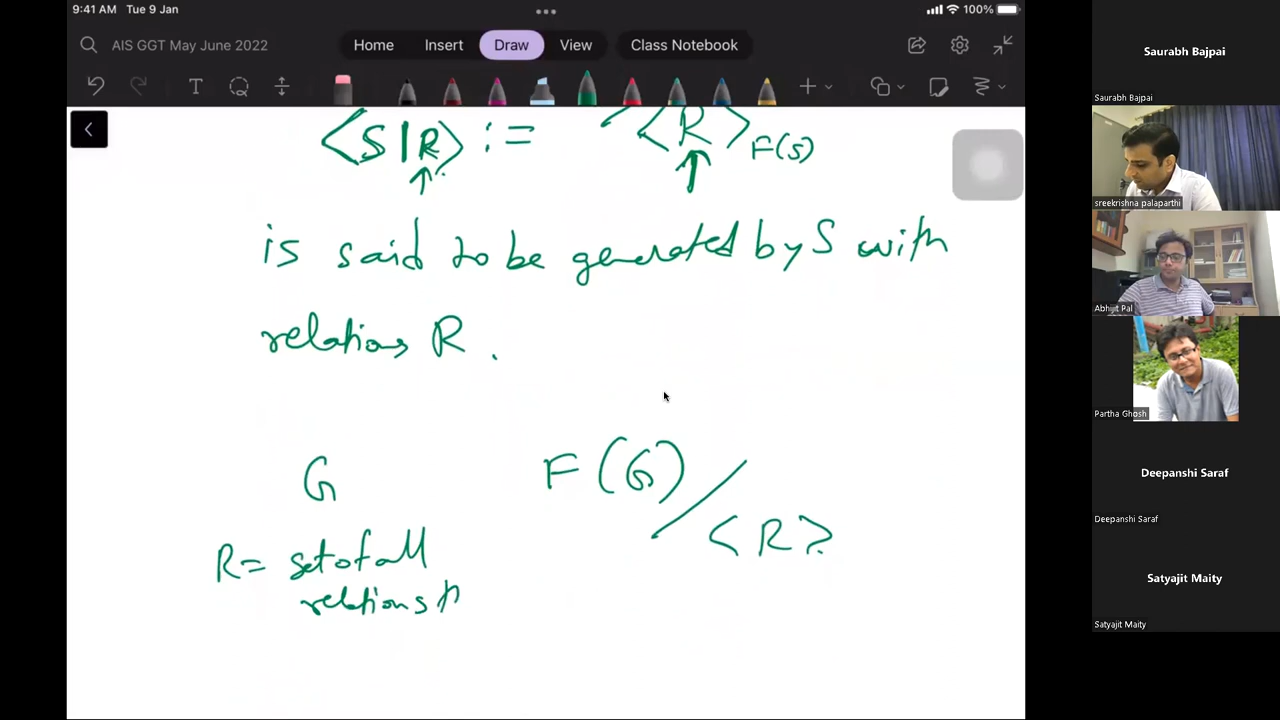 9:41 AM Tue 9 Jan
100%
AIS GGT May June 2022
Home Insert Draw View Class Notebook
<S|R> := <R>F(S)
is said to be generated by S with
relations R.
G F(G)/<R>
R = set of all
relations
Saurabh Bajpai
Saurabh Bajpai
sreekrishna palaparthi
Abhijit Pal
Partha Ghosh
Deepanshi Saraf
Deepanshi Saraf
Satyajit Maity
Satyajit Maity